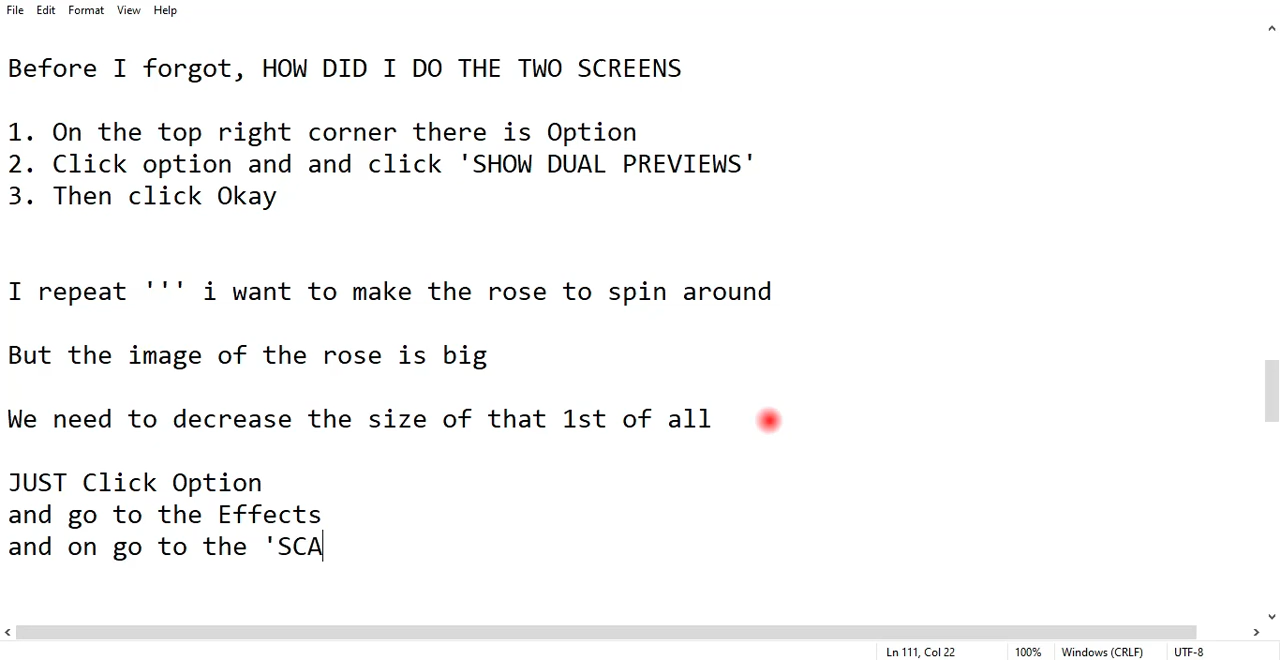 File Edit Format View Help
Before I forgot, HOW DID I DO THE TWO SCREENS
1. On the top right corner there is Option
2. Click option and and click 'SHOW DUAL PREVIEWS'
3. Then click Okay
I repeat ''' i want to make the rose to spin around
But the image of the rose is big
We need to decrease the size of that 1st of all
JUST Click Option
and go to the Effects
and on go to the 'SCA
Ln 111, Col 22 100% Windows (CRLF) UTF-8